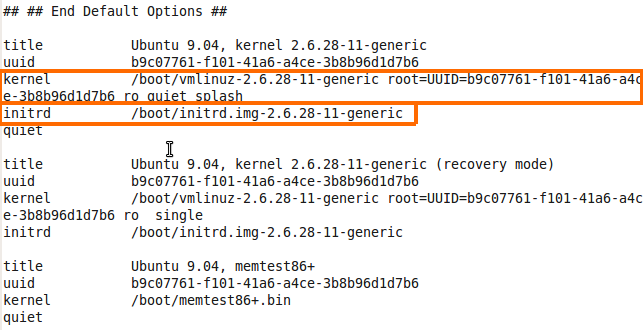 ## ## End Default Options ##
title Ubuntu 9.04, kernel 2.6.28-11-generic
uuid b9c07761-f101-41a6-a4ce-3b8b96d1d7b6
kernel /boot/vmlinuz-2.6.28-11-generic root=UUID=b9c07761-f101-41a6-a4c
e-3b8b96d1d7b6 ro quiet splash
initrd /boot/initrd.img-2.6.28-11-generic
quiet
title Ubuntu 9.04, kernel 2.6.28-11-generic (recovery mode)
uuid b9c07761-f101-41a6-a4ce-3b8b96d1d7b6
kernel /boot/vmlinuz-2.6.28-11-generic root=UUID=b9c07761-f101-41a6-a4c
e-3b8b96d1d7b6 ro  single
initrd /boot/initrd.img-2.6.28-11-generic
title Ubuntu 9.04, memtest86+
uuid b9c07761-f101-41a6-a4ce-3b8b96d1d7b6
kernel /boot/memtest86+.bin
quiet